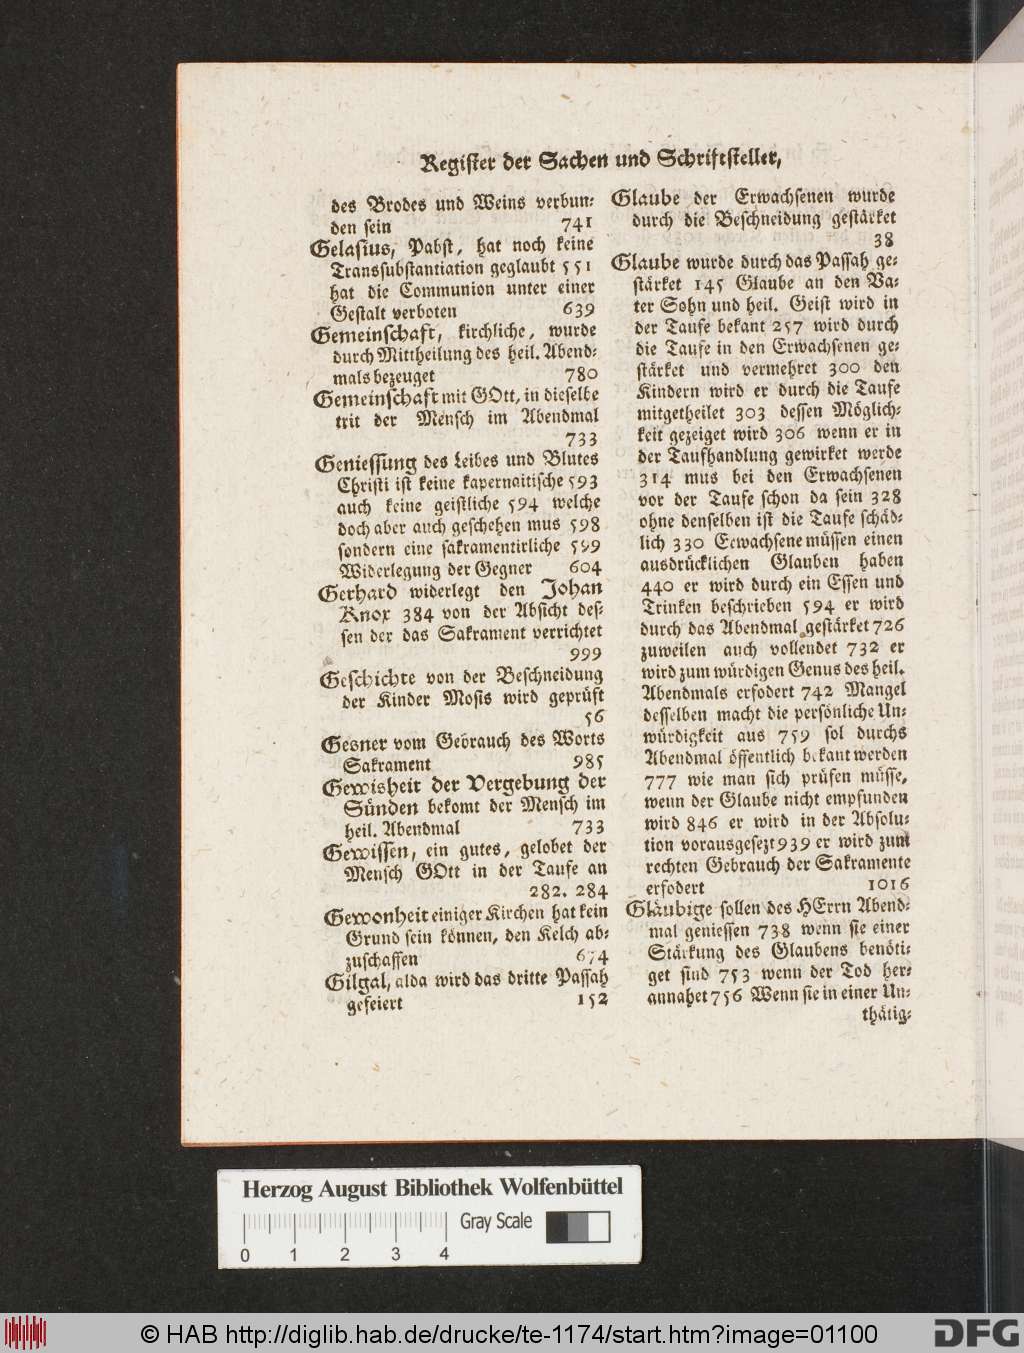 Register der Sachen und Schriftsteller,
des Brodes und Weins verbun-
den sein 741
Gelasius, Pabst, hat noch keine
Transsubstantiation geglaubt 551
hat die Communion unter einer
Gestalt verboten 639
Gemeinschaft, kirchliche, wurde
durch Mittheilung des heil. Abend-
mals bezeuget 780
Gemeinschaft mit GOtt, in dieselbe
trit der Mensch im Abendmal
733
Geniessung des Leibes und Blutes
Christi ist keine kapernaitische 593
auch keine geistliche 594 welche
doch aber auch geschehen mus 598
sondern eine sakramentirliche 599
Widerlegung der Gegner 604
Gerhard widerlegt den Johan
Knox 384 von der Absicht des-
sen der das Sakrament verrichtet
999
Geschichte von der Beschneidung
der Kinder Mosis wird geprüft
56
Gesner vom Gebrauch des Worts
Sakrament 985
Gewisheit der Vergebung der
Sünden bekomt der Mensch im
heil. Abendmal 733
Gewissen, ein gutes, gelobet der
Mensch GOtt in der Taufe an
282. 284
Gewonheit einiger Kirchen hat kein
Grund sein können, den Kelch ab-
zuschaffen 674
Gilgal, alda wird das dritte Passah
gefeiert 152
Glaube der Erwachsenen wurde
durch die Beschneidung gestärket
38
Glaube wurde durch das Passah ge-
stärket 145 Glaube an den Va-
ter Sohn und heil. Geist wird in
der Taufe bekant 257 wird durch
die Taufe in den Erwachsenen ge-
stärket und vermehret 300 den
Kindern wird er durch die Taufe
mitgetheilet 303 dessen Möglich-
keit gezeiget wird 306 wenn er in
der Taufhandlung gewirket werde
314 mus bei den Erwachsenen
vor der Taufe schon da sein 328
ohne denselben ist die Taufe schäd-
lich 330 Erwachsene müssen einen
ausdrücklichen Glauben haben
440 er wird durch ein Essen und
Trinken beschrieben 594 er wird
durch das Abendmal gestärket 726
zuweilen auch vollendet 732 er
wird zum würdigen Genus des heil.
Abendmals erfodert 742 Mangel
desselben macht die persönliche Un-
würdigkeit aus 759 sol durchs
Abendmal öffentlich bekant werden
777 wie man sich prüfen müsse,
wenn der Glaube nicht empfunden
wird 846 er wird in der Absolu-
tion vorausgesezt 939 er wird zum
rechten Gebrauch der Sakramente
erfodert 1016
Gläubige sollen des HErrn Abend-
mal geniessen 738 wenn sie einer
Stärkung des Glaubens benöti-
get sind 753 wenn der Tod her-
annahet 756 Wenn sie in einer Un-
thätig-
Herzog August Bibliothek Wolfenbüttel
Gray Scale
0 1 2 3 4
© HAB http://diglib.hab.de/drucke/te-1174/start.htm?image=01100
DFG